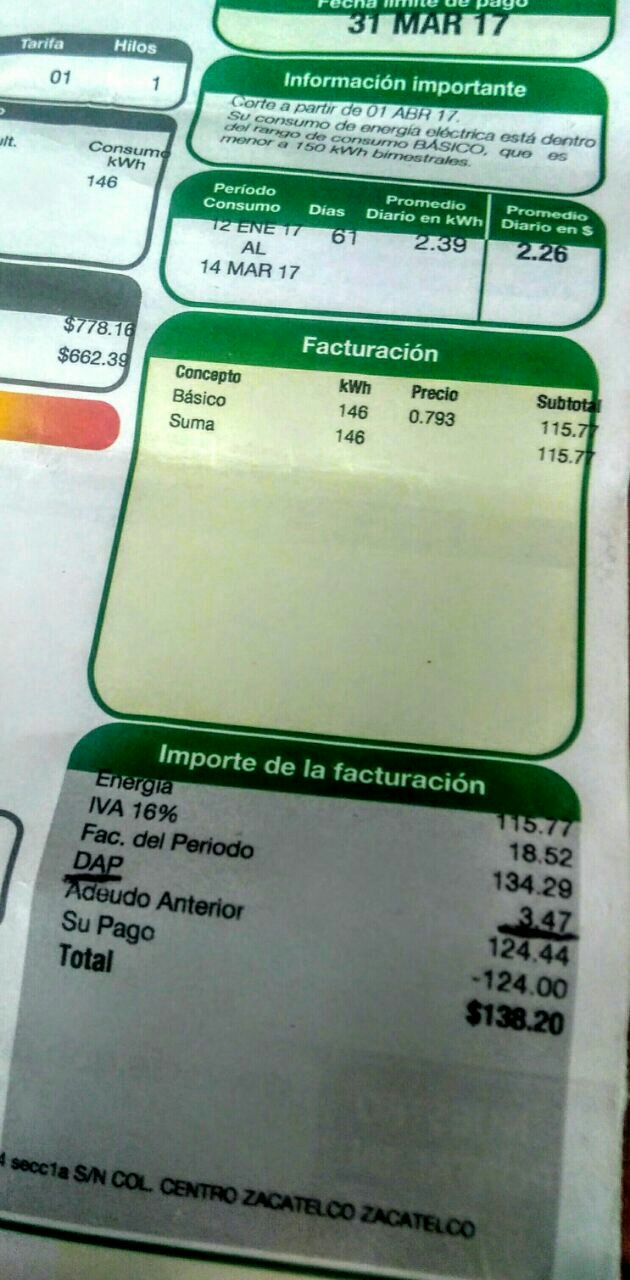 Fecha límite de pago
31 MAR 17
Tarifa Hilos
01 1
Información importante
Corte a partir de 01 ABR 17.
Su consumo de energía eléctrica está dentro
del rango de consumo BÁSICO, que es
menor a 150 kWh bimestrales.
Consumo
kWh
146
Período
Consumo Días Promedio
Diario en kWh Promedio
Diario en $
12 ENE 17 61 2.39 2.26
AL
14 MAR 17
$778.16
$662.39
Facturación
Concepto kWh Precio Subtotal
Básico 146 0.793 115.77
Suma 146 115.77
Importe de la facturación
Energía 115.77
IVA 16% 18.52
Fac. del Periodo 134.29
DAP 3.47
Adeudo Anterior 124.44
Su Pago -124.00
Total $138.20
secc1a S/N COL. CENTRO ZACATELCO ZACATELCO